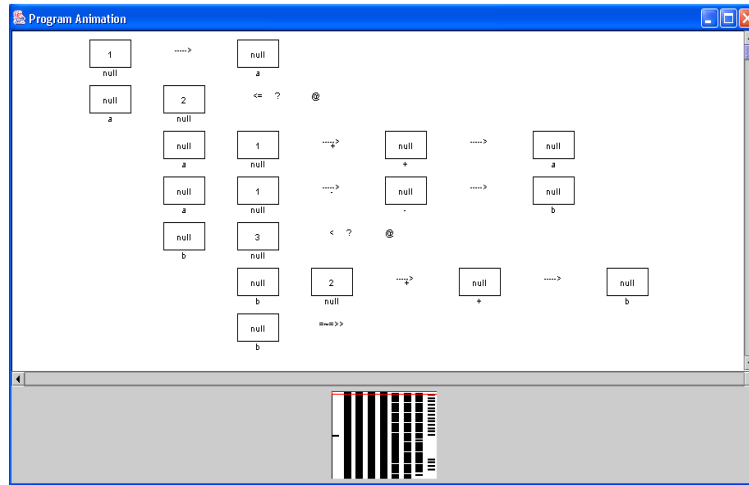 Program Animation
1 ----> null
null a
null 2 <= ? @
a null
null 1 ----> null ----> null
a null + + a
null 1 ----> null ----> null
a null - - b
null 3 < ? @
b null
null 2 ----> null ----> null
b null + + b
null =~=>>
b